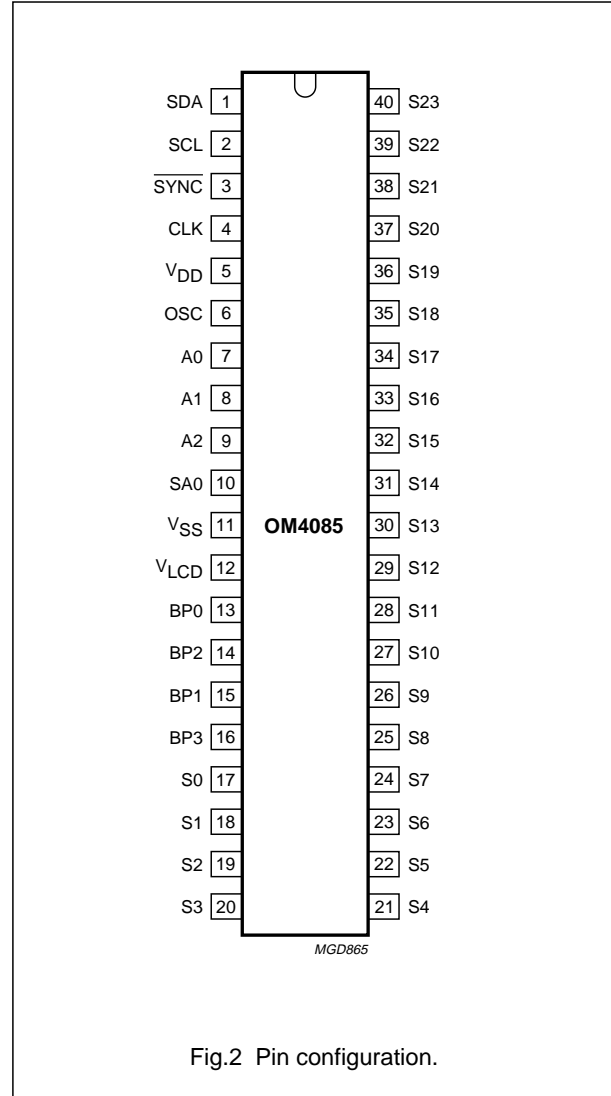 SDA 1 40 S23
SCL 2 39 S22
S̅Y̅N̅C̅ 3 38 S21
CLK 4 37 S20
VDD 5 36 S19
OSC 6 35 S18
A0 7 34 S17
A1 8 33 S16
A2 9 32 S15
SA0 10 31 S14
VSS 11 OM4085 30 S13
VLCD 12 29 S12
BP0 13 28 S11
BP2 14 27 S10
BP1 15 26 S9
BP3 16 25 S8
S0 17 24 S7
S1 18 23 S6
S2 19 22 S5
S3 20 21 S4
MGD865
Fig.2 Pin configuration.